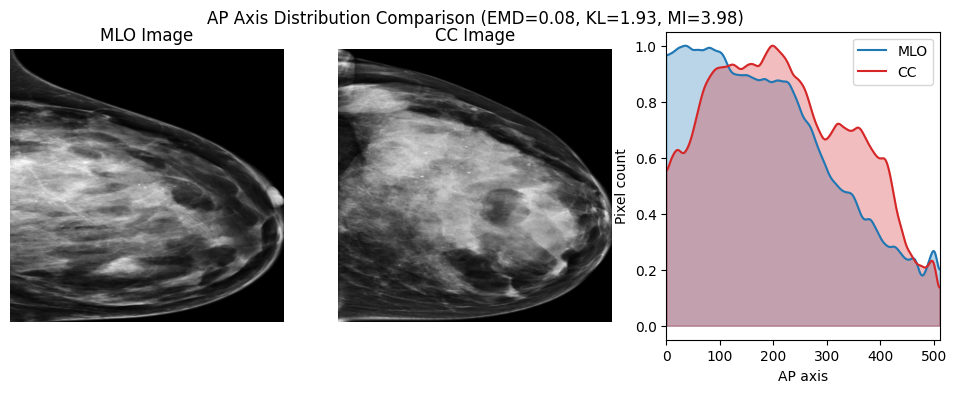 AP Axis Distribution Comparison (EMD=0.08, KL=1.93, MI=3.98)
MLO Image
CC Image
MLO
CC
Pixel count
1.0
0.8
0.6
0.4
0.2
0.0
0 100 200 300 400 500
AP axis